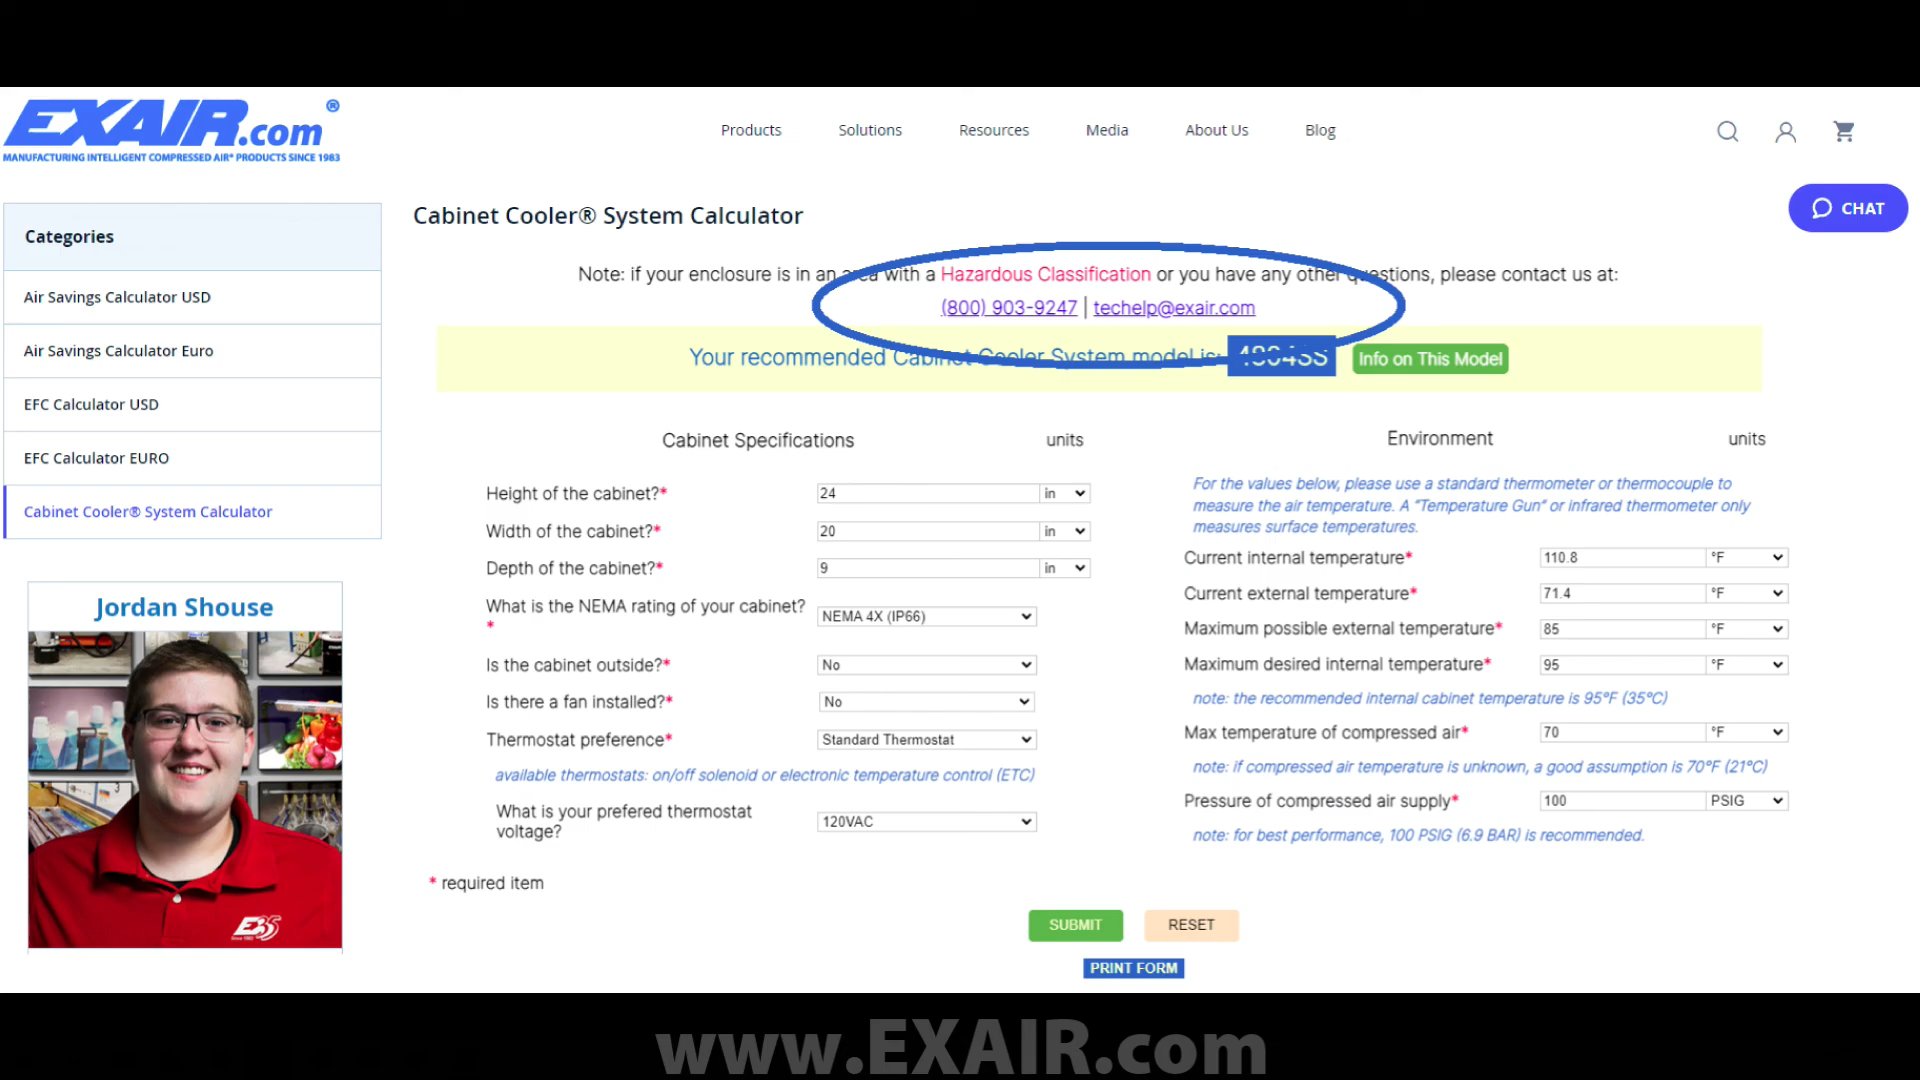 EXAIR.com®
MANUFACTURING INTELLIGENT COMPRESSED AIR® PRODUCTS SINCE 1983
Products Solutions Resources Media About Us Blog
CHAT
Categories
Air Savings Calculator USD
Air Savings Calculator Euro
EFC Calculator USD
EFC Calculator EURO
Cabinet Cooler® System Calculator
Jordan Shouse
Cabinet Cooler® System Calculator
Note: if your enclosure is in an area with a Hazardous Classification or you have any other questions, please contact us at:
(800) 903-9247 | techelp@exair.com
Your recommended Cabinet Cooler System model is: Info on This Model
Cabinet Specifications units
Height of the cabinet?* 24 in
Width of the cabinet?* 20 in
Depth of the cabinet?* 9 in
What is the NEMA rating of your cabinet? NEMA 4X (IP66)
*
Is the cabinet outside?* No
Is there a fan installed?* No
Thermostat preference* Standard Thermostat
available thermostats: on/off solenoid or electronic temperature control (ETC)
What is your prefered thermostat
voltage? 120VAC
* required item
Environment units
For the values below, please use a standard thermometer or thermocouple to
measure the air temperature. A "Temperature Gun" or infrared thermometer only
measures surface temperatures.
Current internal temperature* 110.8 °F
Current external temperature* 71.4 °F
Maximum possible external temperature* 85 °F
Maximum desired internal temperature* 95 °F
note: the recommended internal cabinet temperature is 95°F (35°C)
Max temperature of compressed air* 70 °F
note: if compressed air temperature is unknown, a good assumption is 70°F (21°C)
Pressure of compressed air supply* 100 PSIG
note: for best performance, 100 PSIG (6.9 BAR) is recommended.
SUBMIT RESET
PRINT FORM
www.EXAIR.com